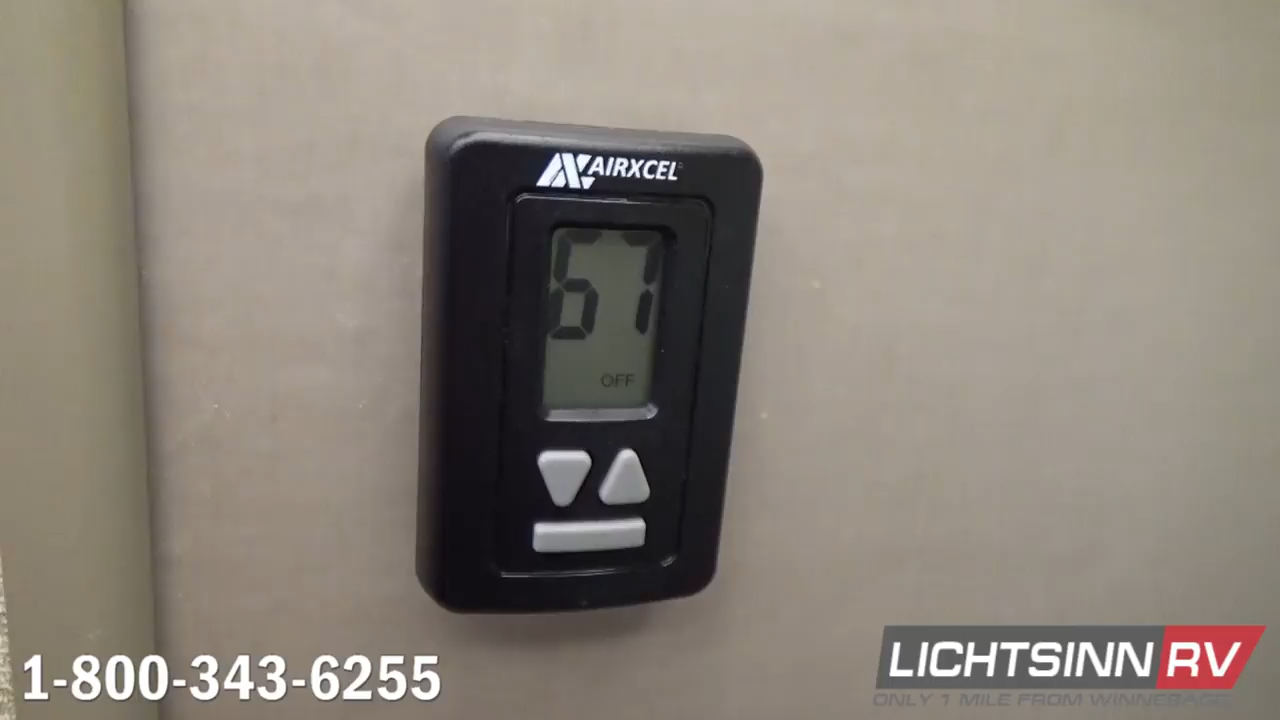 AIRXCEL
67
OFF
1-800-343-6255
LICHTSINN RV
ONLY 1 MILE FROM WINNEBAGO